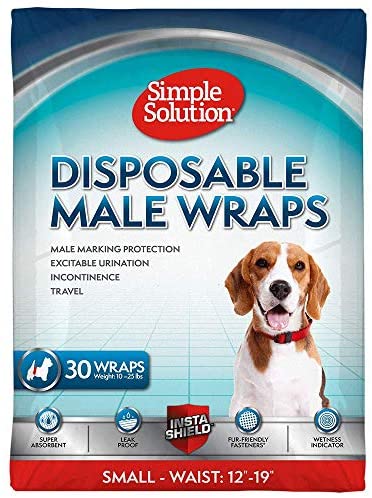 Simple
Solution®
DISPOSABLE
MALE WRAPS
MALE MARKING PROTECTION
EXCITABLE URINATION
INCONTINENCE
TRAVEL
30 WRAPS
Weight: 10-25 lbs
SUPER
ABSORBENT
LEAK
PROOF
INSTA
SHIELD™
FUR-FRIENDLY
FASTENERS*
WETNESS
INDICATOR
SMALL - WAIST: 12"-19"